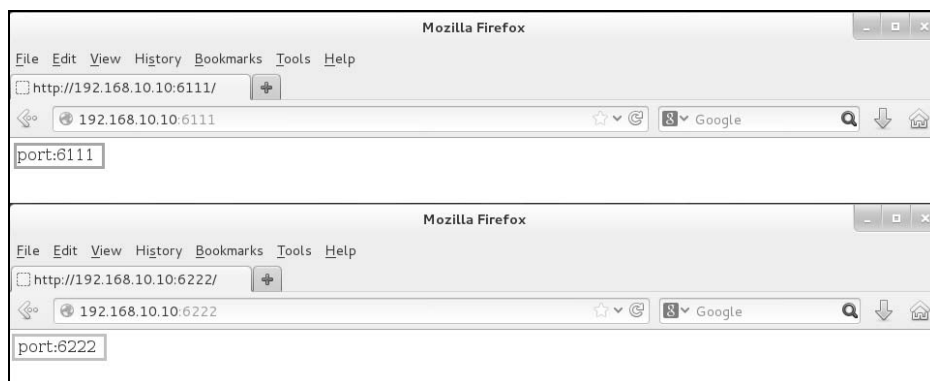 Mozilla Firefox
File Edit View History Bookmarks Tools Help
http://192.168.10.10:6111/
192.168.10.10:6111 8 Google
port:6111
Mozilla Firefox
File Edit View History Bookmarks Tools Help
http://192.168.10.10:6222/
192.168.10.10:6222 8 Google
port:6222